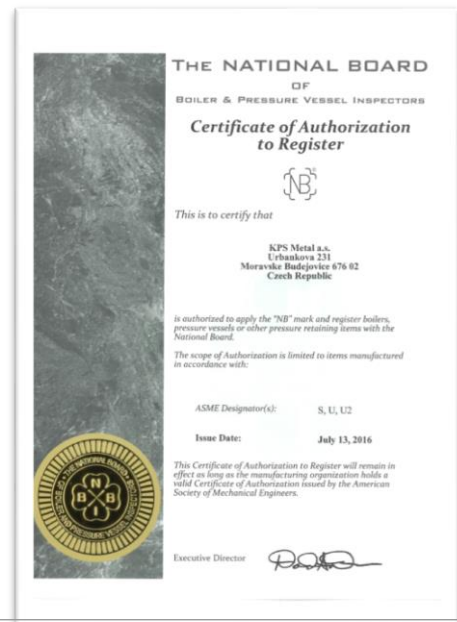 THE NATIONAL BOARD
OF
BOILER & PRESSURE VESSEL INSPECTORS
Certificate of Authorization
to Register
NB
This is to certify that
KPS Metal a.s.
Urbankova 231
Moravske Budejovice 676 02
Czech Republic
is authorized to apply the "NB" mark and register boilers,
pressure vessels or other pressure retaining items with the
National Board.
The scope of Authorization is limited to items manufactured
in accordance with:
ASME Designator(s): S, U, U2
Issue Date: July 13, 2016
This Certificate of Authorization to Register will remain in
effect as long as the manufacturing organization holds a
valid Certificate of Authorization issued by the American
Society of Mechanical Engineers.
THE NATIONAL BOARD
N
B B
I
Executive Director